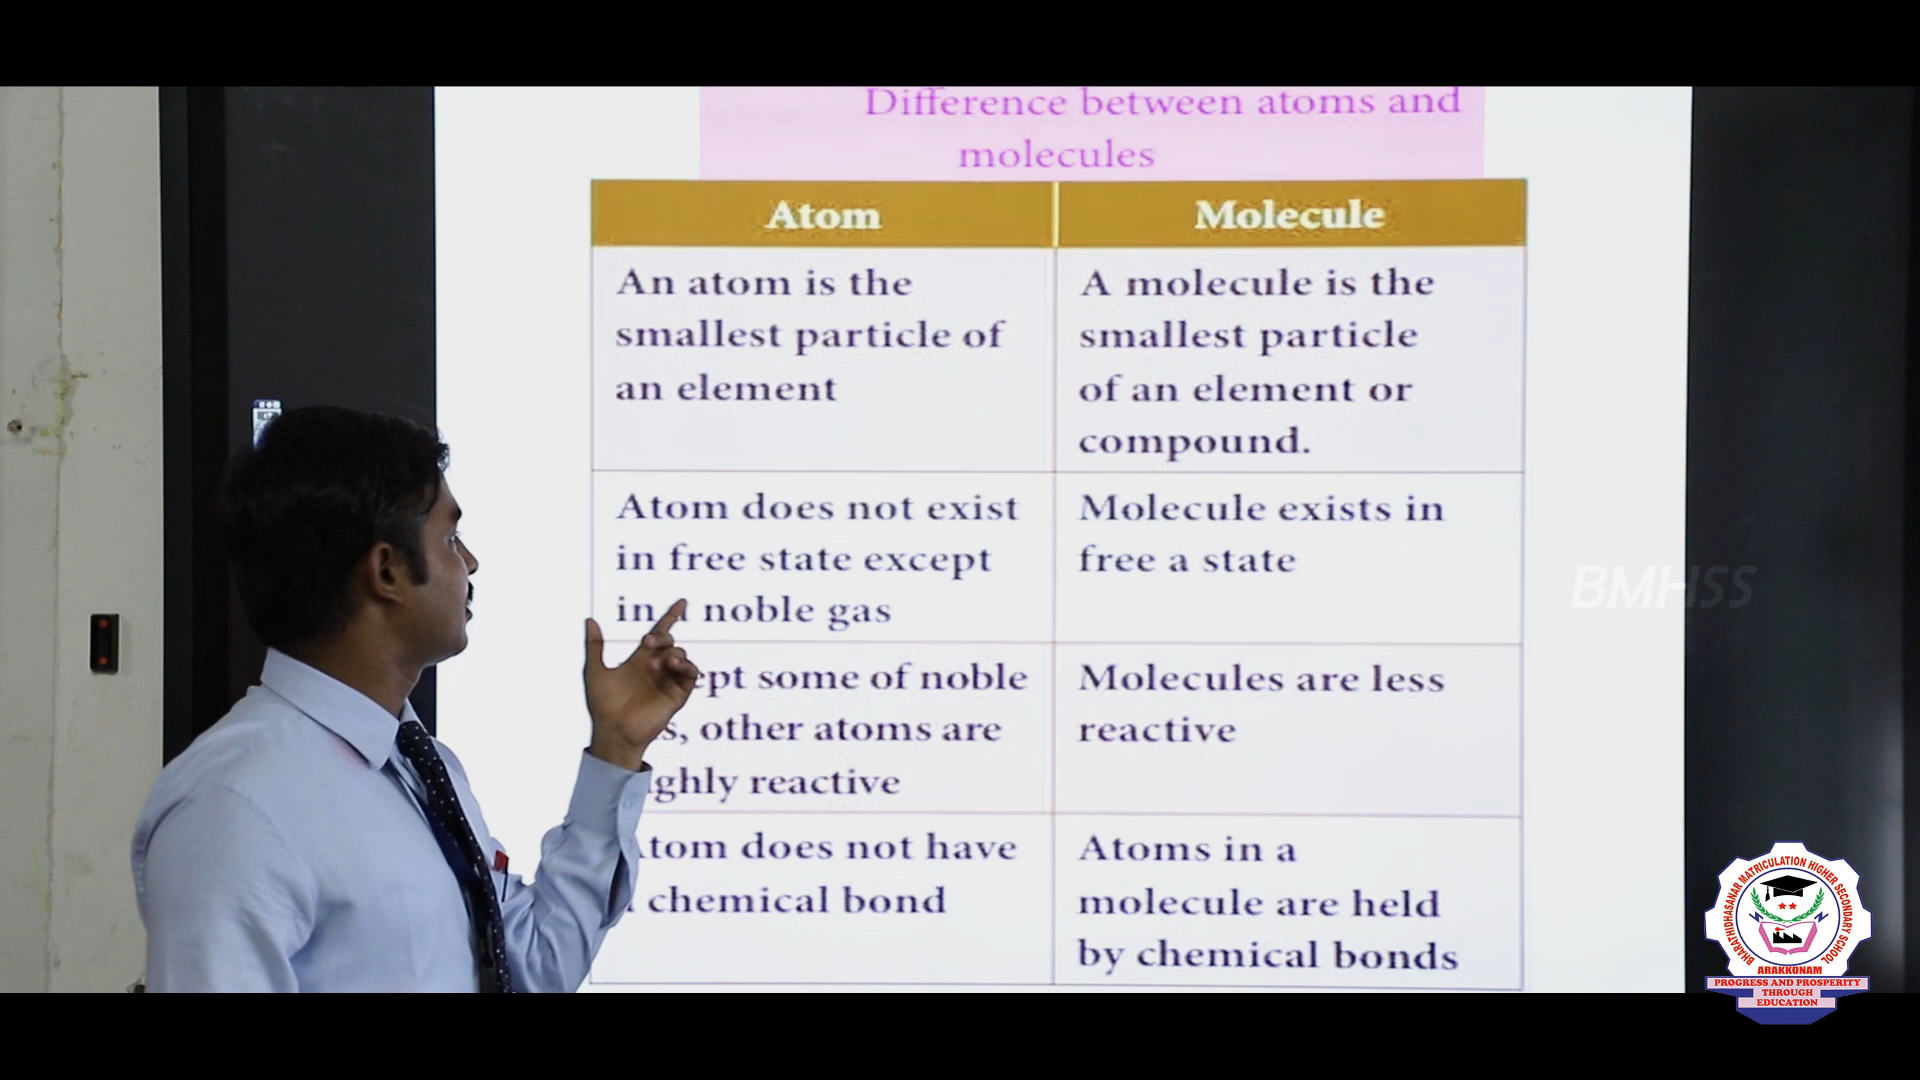 Difference between atoms and
molecules
Atom
Molecule
An atom is the
smallest particle of
an element
A molecule is the
smallest particle
of an element or
compound.
Atom does not exist
in free state except
in a noble gas
Molecule exists in
free a state
some of noble
other atoms are
reactive
Molecules are less
reactive
does not have
chemical bond
Atoms in a
molecule are held
by chemical bonds
BMHSS
BHARATHIDHASANAR MATRICULATION HIGHER SECONDARY SCHOOL
ARAKKONAM
PROGRESS AND PROSPERITY
THROUGH
EDUCATION